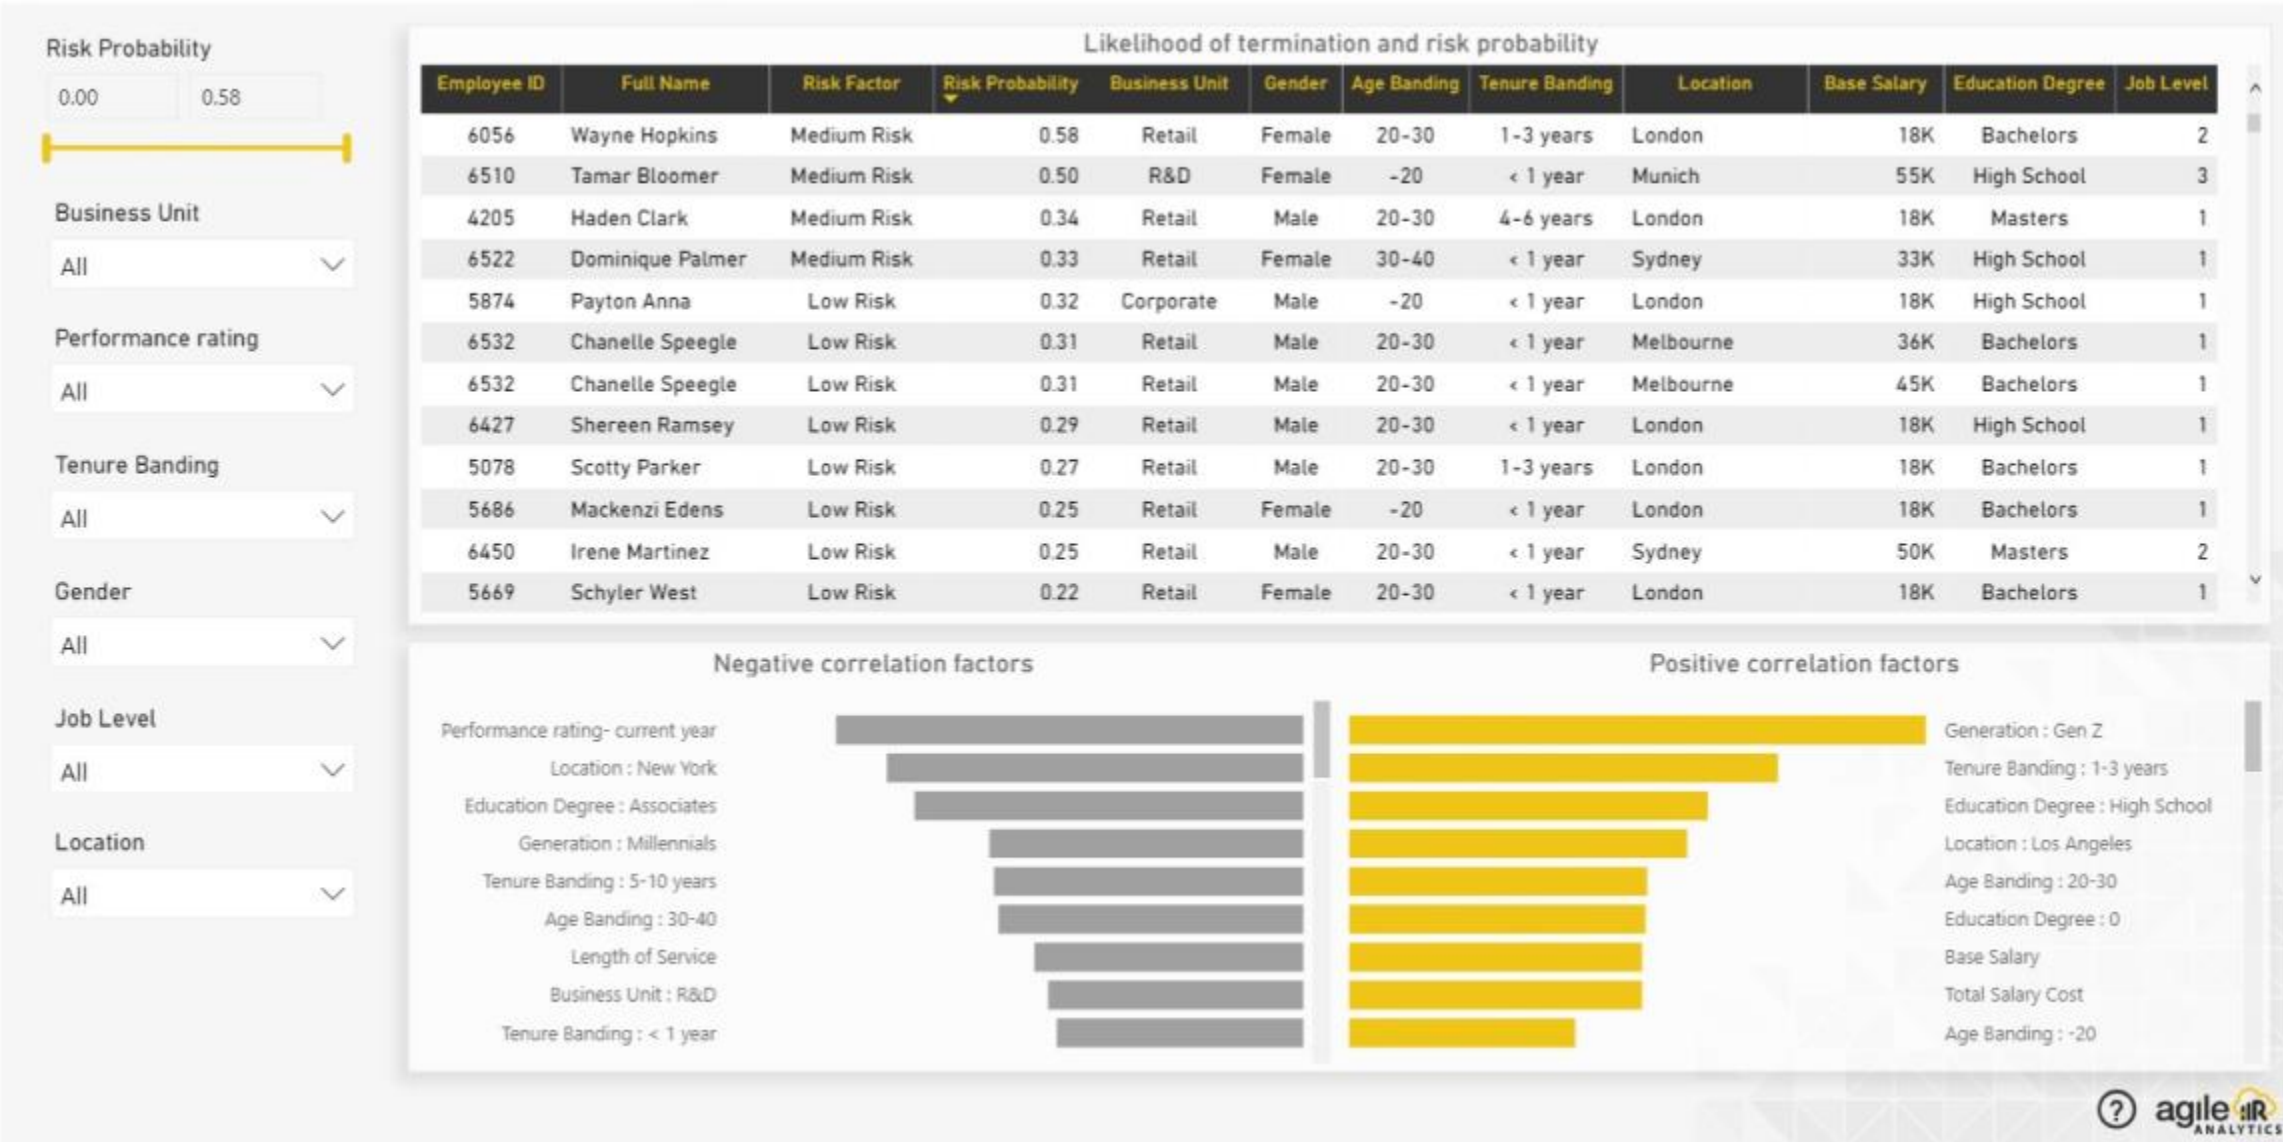 Risk Probability
0.00 0.58
Business Unit
All
Performance rating
All
Tenure Banding
All
Gender
All
Job Level
All
Location
All
Likelihood of termination and risk probability
Employee ID Full Name Risk Factor Risk Probability Business Unit Gender Age Banding Tenure Banding Location Base Salary Education Degree Job Level
6056 Wayne Hopkins Medium Risk 0.58 Retail Female 20-30 1-3 years London 18K Bachelors 2
6510 Tamar Bloomer Medium Risk 0.50 R&D Female -20 < 1 year Munich 55K High School 3
4205 Haden Clark Medium Risk 0.34 Retail Male 20-30 4-6 years London 18K Masters 1
6522 Dominique Palmer Medium Risk 0.33 Retail Female 30-40 < 1 year Sydney 33K High School 1
5874 Payton Anna Low Risk 0.32 Corporate Male -20 < 1 year London 18K High School 1
6532 Chanelle Speegle Low Risk 0.31 Retail Male 20-30 < 1 year Melbourne 36K Bachelors 1
6532 Chanelle Speegle Low Risk 0.31 Retail Male 20-30 < 1 year Melbourne 45K Bachelors 1
6427 Shereen Ramsey Low Risk 0.29 Retail Male 20-30 < 1 year London 18K High School 1
5078 Scotty Parker Low Risk 0.27 Retail Male 20-30 1-3 years London 18K Bachelors 1
5686 Mackenzi Edens Low Risk 0.25 Retail Female -20 < 1 year London 18K Bachelors 1
6450 Irene Martinez Low Risk 0.25 Retail Male 20-30 < 1 year Sydney 50K Masters 2
5669 Schyler West Low Risk 0.22 Retail Female 20-30 < 1 year London 18K Bachelors 1
Negative correlation factors
Performance rating- current year
Location : New York
Education Degree : Associates
Generation : Millennials
Tenure Banding : 5-10 years
Age Banding : 30-40
Length of Service
Business Unit : R&D
Tenure Banding : < 1 year
Positive correlation factors
Generation : Gen Z
Tenure Banding : 1-3 years
Education Degree : High School
Location : Los Angeles
Age Banding : 20-30
Education Degree : 0
Base Salary
Total Salary Cost
Age Banding : -20
? agile HR
ANALYTICS